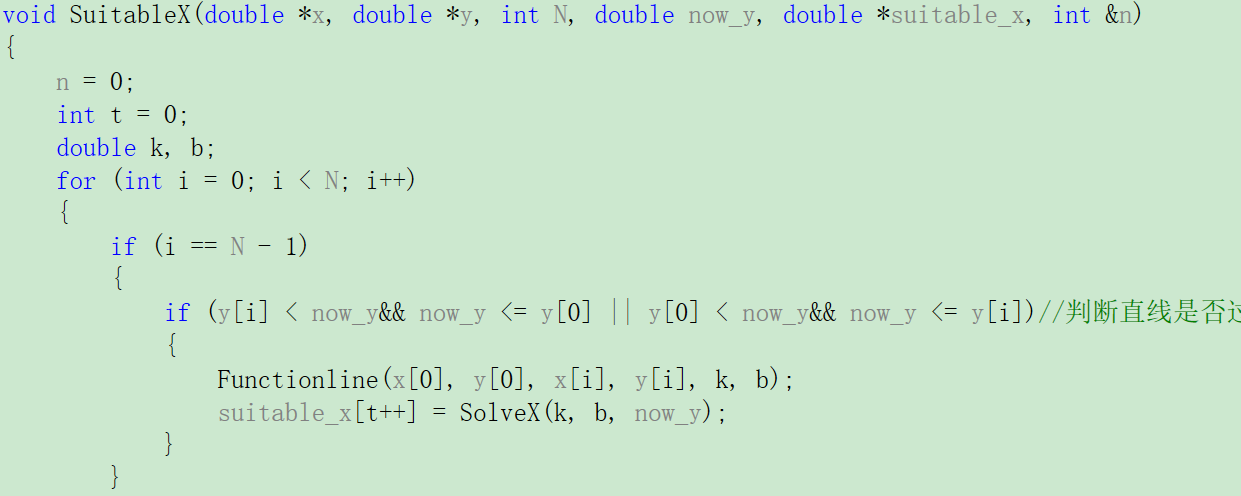 void SuitableX(double *x, double *y, int N, double now_y, double *suitable_x, int &n)
{
    n = 0;
    int t = 0;
    double k, b;
    for (int i = 0; i < N; i++)
    {
        if (i == N - 1)
        {
            if (y[i] < now_y&& now_y <= y[0] || y[0] < now_y&& now_y <= y[i])//判断直线是否过
            {
                Functionline(x[0], y[0], x[i], y[i], k, b);
                suitable_x[t++] = SolveX(k, b, now_y);
            }
        }